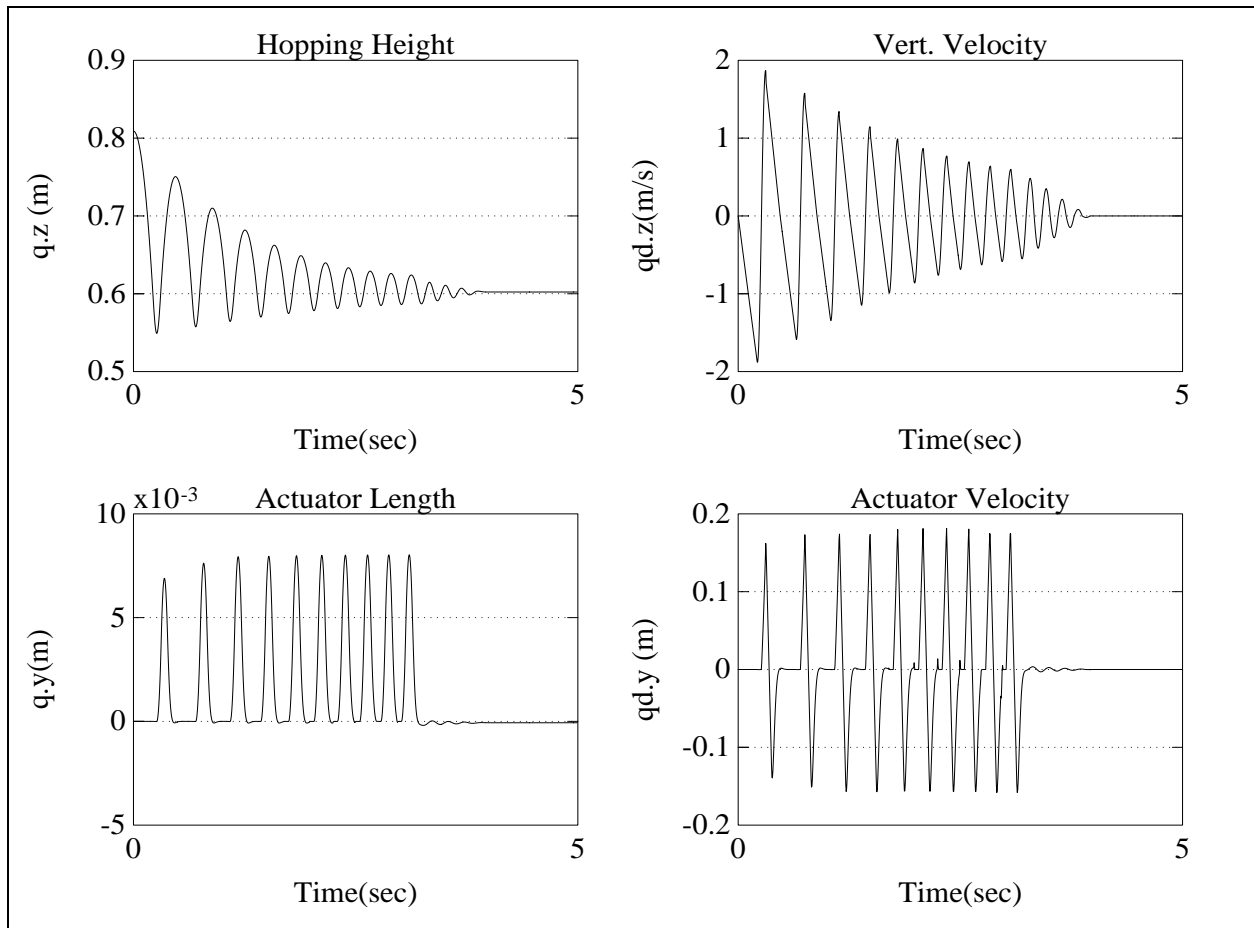 Hopping Height
0.9
0.8
0.7
0.6
0.5
q.z (m)
0
5
Time(sec)
Vert. Velocity
2
1
0
-1
-2
qd.z(m/s)
0
5
Time(sec)
x10-3
Actuator Length
10
5
0
-5
q.y(m)
0
5
Time(sec)
Actuator Velocity
0.2
0.1
0
-0.1
-0.2
qd.y (m)
0
5
Time(sec)